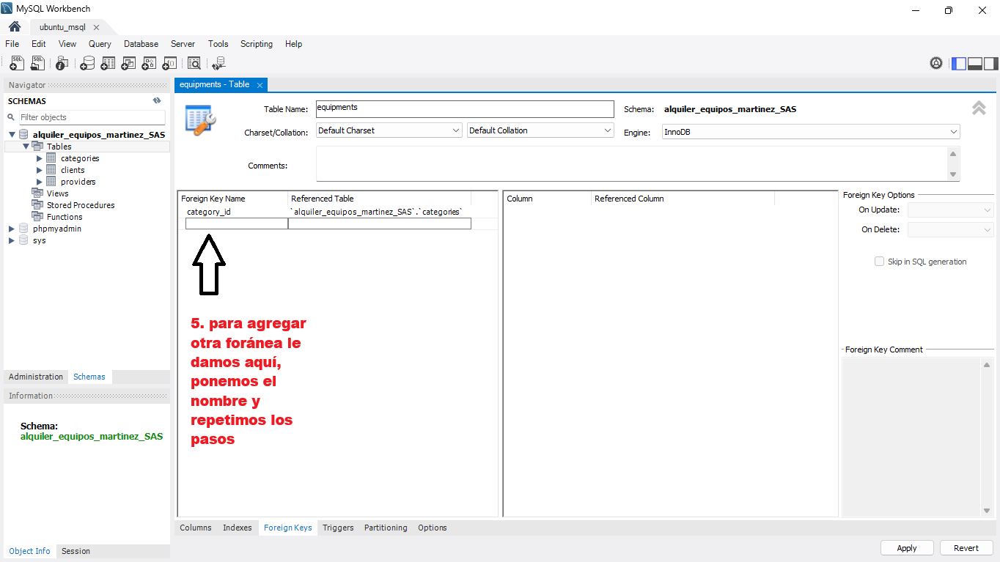 MySQL Workbench
ubuntu_msql
File Edit View Query Database Server Tools Scripting Help
Navigator
SCHEMAS
Filter objects
alquiler_equipos_martinez_SAS
Tables
categories
clients
providers
Views
Stored Procedures
Functions
phpmyadmin
sys
Administration Schemas
Information
Schema:
alquiler_equipos_martinez_SAS
Object Info Session
equipments - Table
Table Name: equipments Schema: alquiler_equipos_martinez_SAS
Charset/Collation: Default Charset Default Collation Engine: InnoDB
Comments:
Foreign Key Name Referenced Table
category_id `alquiler_equipos_martinez_SAS`.`categories`
5. para agregar
otra foránea le
damos aquí,
ponemos el
nombre y
repetimos los
pasos
Column Referenced Column
Foreign Key Options
On Update:
On Delete:
Skip in SQL generation
Foreign Key Comment
Columns Indexes Foreign Keys Triggers Partitioning Options
Apply Revert